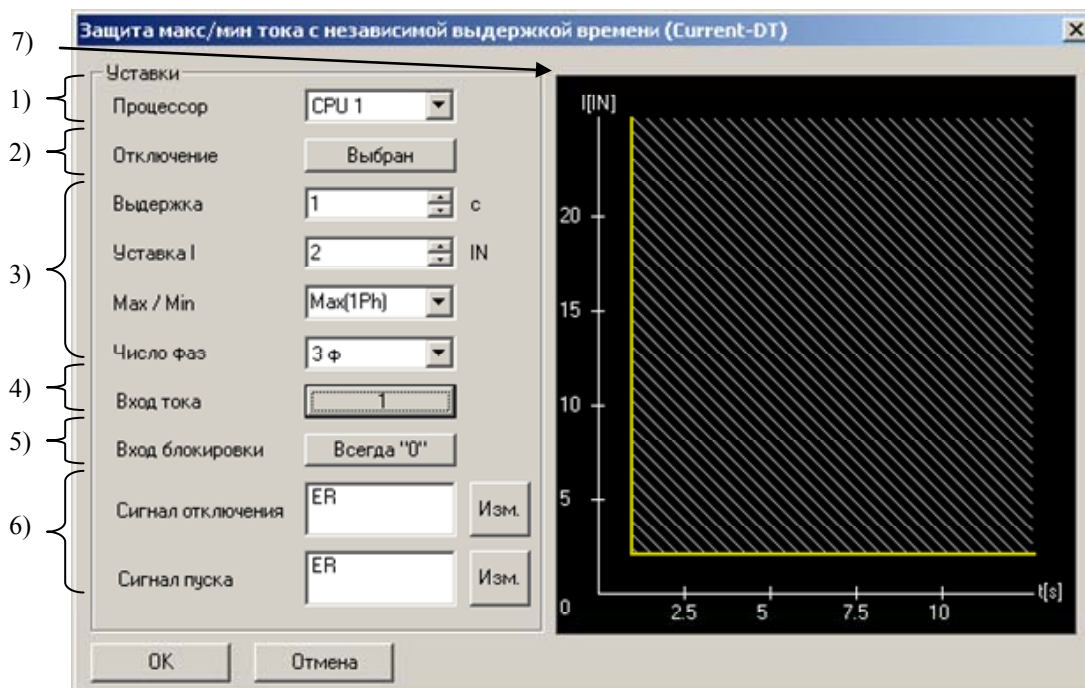 7)
Защита макс/мин тока с независимой выдержкой времени (Current-DT)
Уставки
1)
Процессор
CPU 1
2)
Отключение
Выбран
3)
Выдержка
1
с
Уставка I
2
IN
Max / Min
Max(1Ph)
Число фаз
3 ф
4)
Вход тока
1
5)
Вход блокировки
Всегда "0"
6)
Сигнал отключения
ER
Изм.
Сигнал пуска
ER
Изм.
OK
Отмена
I[IN]
20
15
10
5
0
2.5
5
7.5
10
t[s]